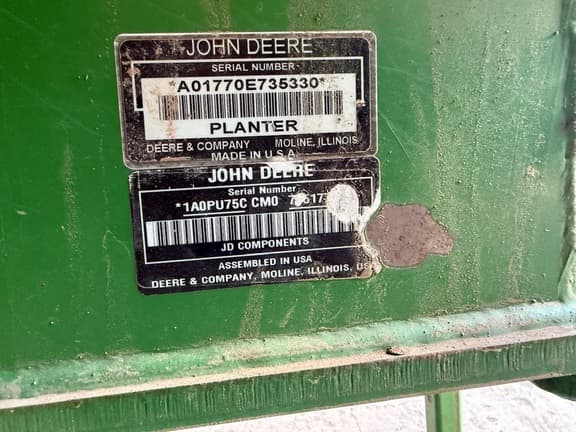 JOHN DEERE
SERIAL NUMBER
*A01770E735330*
PLANTER
DEERE & COMPANY MOLINE, ILLINOIS
MADE IN U.S.A.
JOHN DEERE
Serial Number
*1A0PU75C CM0
JD COMPONENTS
ASSEMBLED IN USA
DEERE & COMPANY, MOLINE, ILLINOIS, US